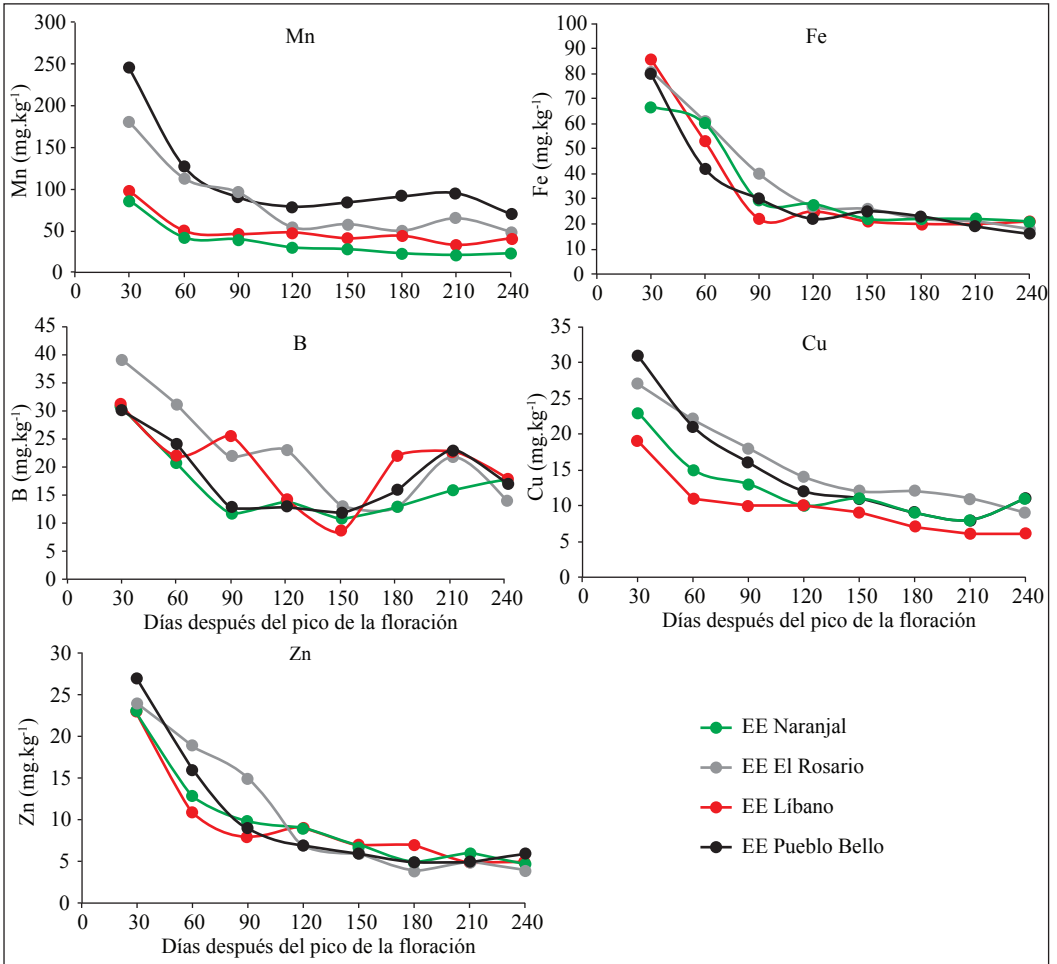 Mn
Mn (mg.kg-1)
300
250
200
150
100
50
0
0 30 60 90 120 150 180 210 240
Fe
Fe (mg.kg-1)
100
90
80
70
60
50
40
30
20
10
0 30 60 90 120 150 180 210 240
B
B (mg.kg-1)
45
40
35
30
25
20
15
10
5
0
0 30 60 90 120 150 180 210 240
Días después del pico de la floración
Cu
Cu (mg.kg-1)
35
30
25
20
15
10
5
0
0 30 60 90 120 150 180 210 240
Días después del pico de la floración
Zn
Zn (mg.kg-1)
30
25
20
15
10
5
0
0 30 60 90 120 150 180 210 240
Días después del pico de la floración
EE Naranjal
EE El Rosario
EE Líbano
EE Pueblo Bello